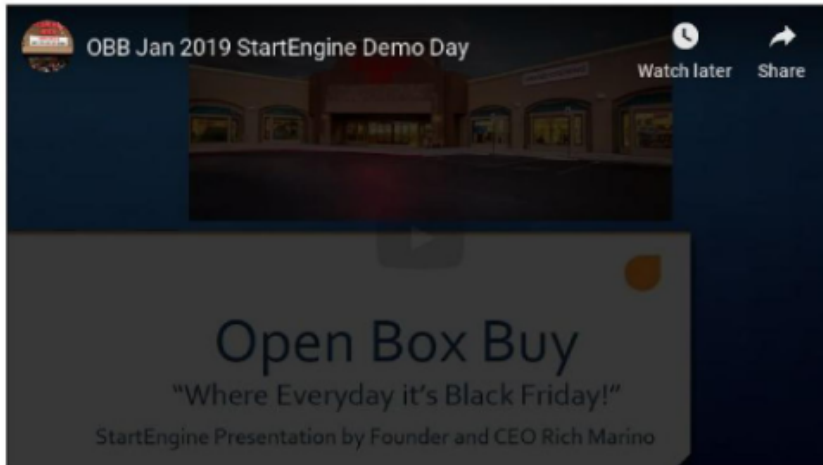 OBB Jan 2019 StartEngine Demo Day
Watch later
Share
Open Box Buy
“Where Everyday it’s Black Friday!”
StartEngine Presentation by Founder and CEO Rich Marino